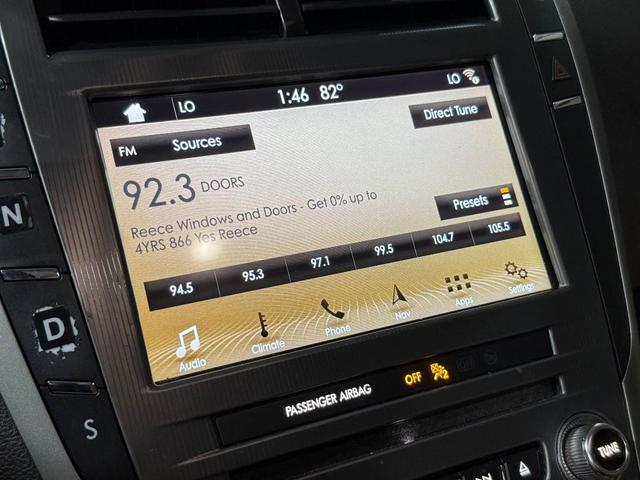 LO 1:46 82° LO
Direct Tune
FM Sources
92.3 DOORS
Reece Windows and Doors - Get 0% up to
4YRS 866 Yes Reece
Presets
94.5 95.3 97.1 99.5 104.7 105.5
Audio Climate Phone Nav Apps Settings
N
D
S
PASSENGER AIRBAG OFF
TUNE